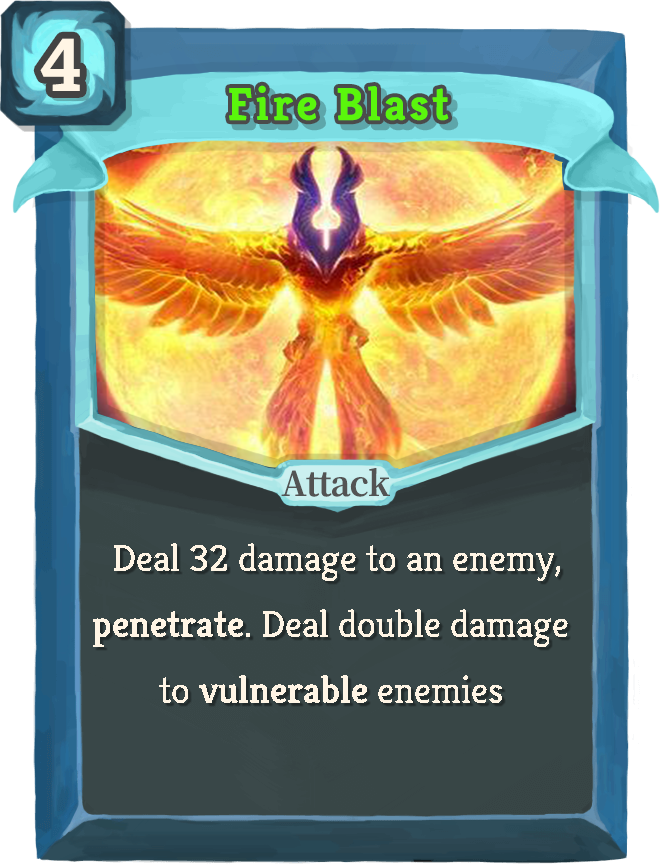 4
Fire Blast
Attack
Deal 32 damage to an enemy,
penetrate. Deal double damage
to vulnerable enemies